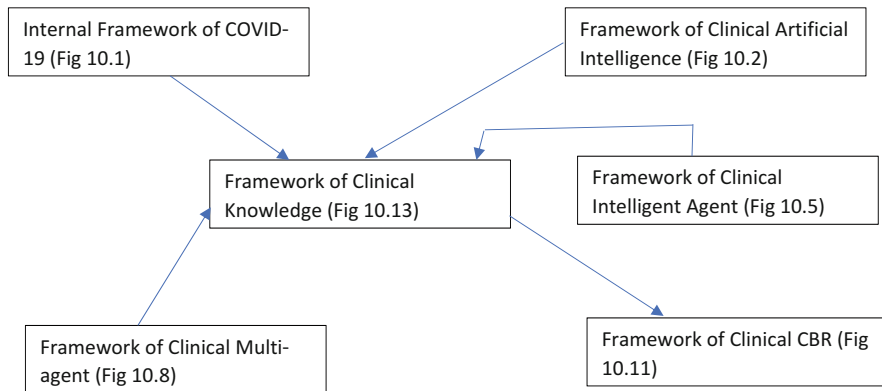 Internal Framework of COVID-
19 (Fig 10.1)
Framework of Clinical Artificial
Intelligence (Fig 10.2)
Framework of Clinical
Knowledge (Fig 10.13)
Framework of Clinical
Intelligent Agent (Fig 10.5)
Framework of Clinical Multi-
agent (Fig 10.8)
Framework of Clinical CBR (Fig
10.11)